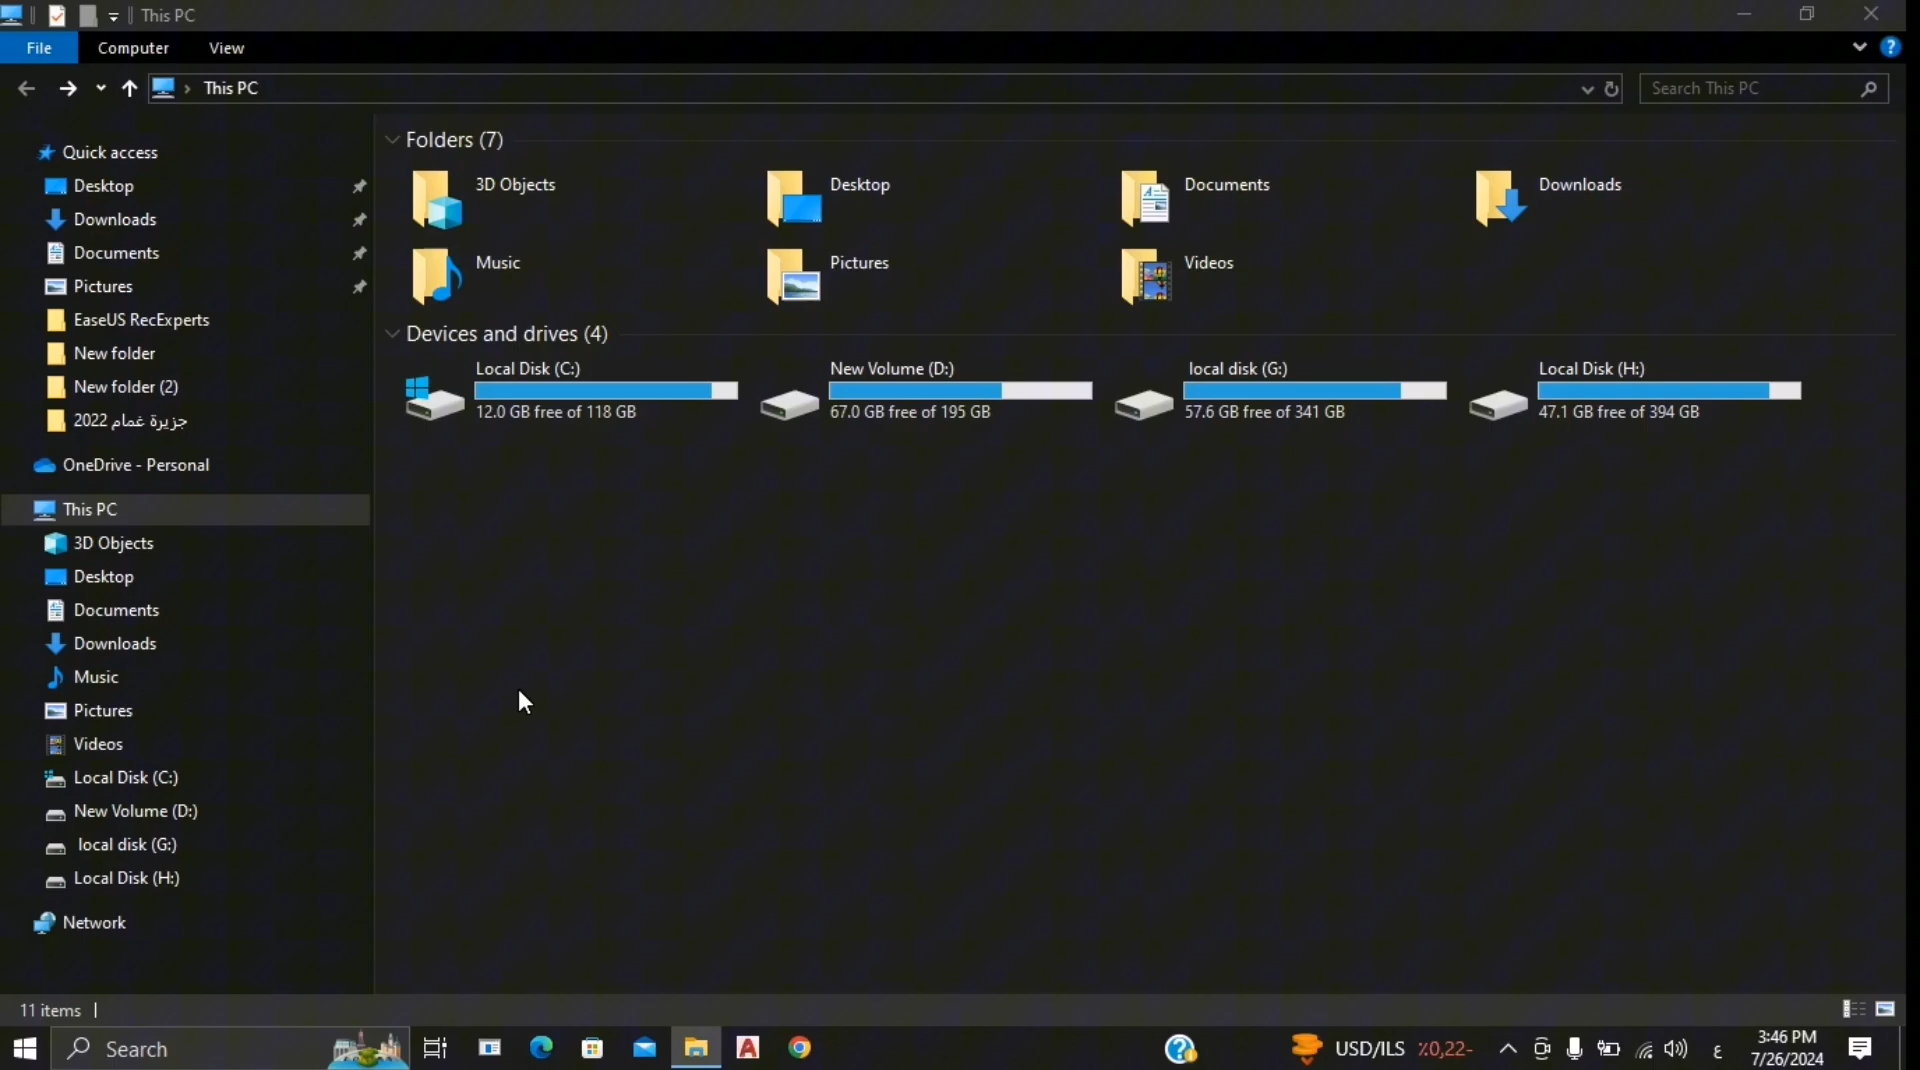 This PC
File Computer View
This PC
Search This PC
Quick access
Desktop
Downloads
Documents
Pictures
EaseUS RecExperts
New folder
New folder (2)
جزيرة غمام 2022
OneDrive - Personal
This PC
3D Objects
Desktop
Documents
Downloads
Music
Pictures
Videos
Local Disk (C:)
New Volume (D:)
local disk (G:)
Local Disk (H:)
Network
Folders (7)
3D Objects
Desktop
Documents
Downloads
Music
Pictures
Videos
Devices and drives (4)
Local Disk (C:)
12.0 GB free of 118 GB
New Volume (D:)
67.0 GB free of 195 GB
local disk (G:)
57.6 GB free of 341 GB
Local Disk (H:)
47.1 GB free of 394 GB
11 items
Search
USD/ILS ٪0,22-
ع
3:46 PM
7/26/2024